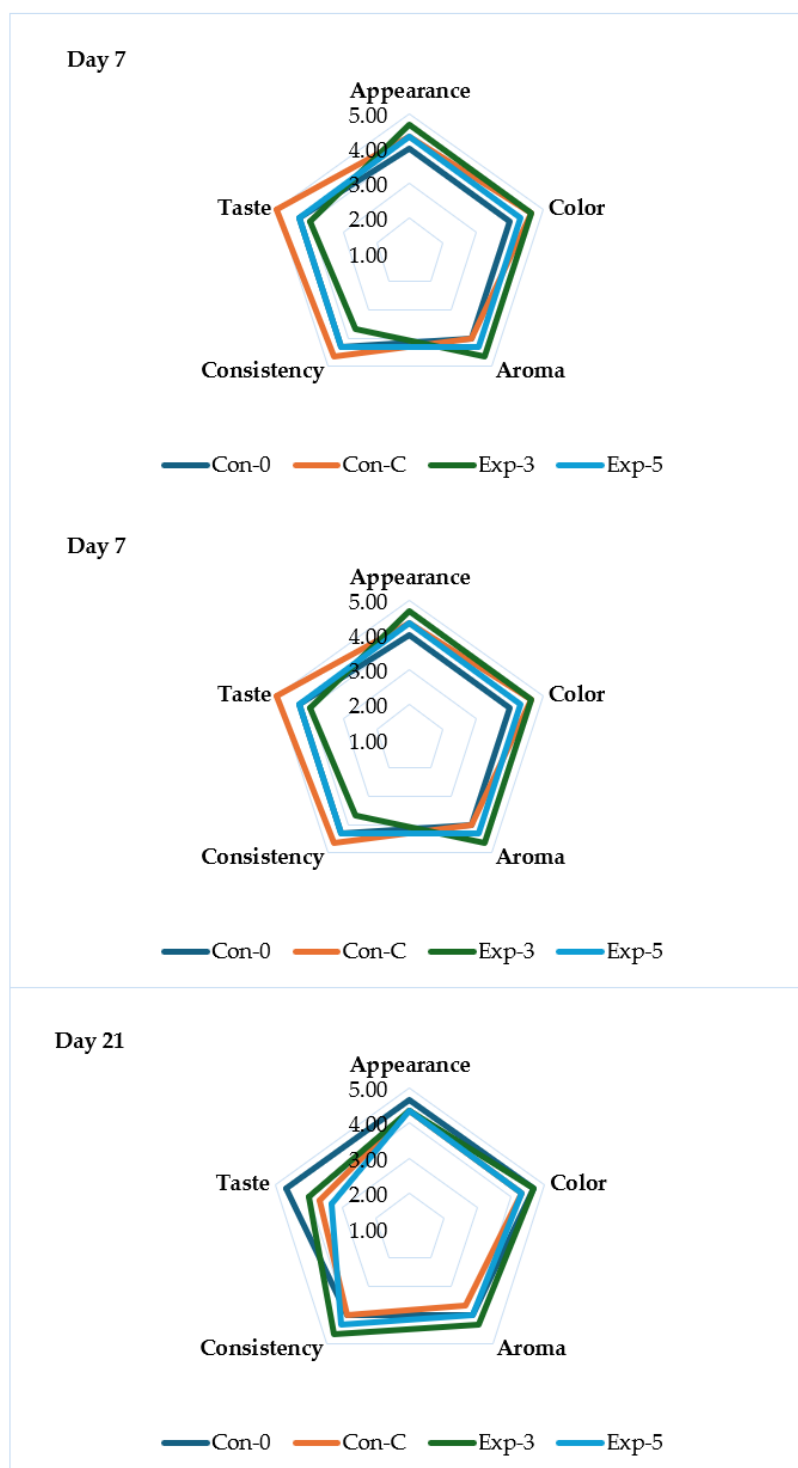 Day 7
Appearance
5.00
4.00
3.00
Taste
Color
2.00
1.00
Consistency
Aroma
Con-0 Con-C Exp-3 Exp-5
Day 7
Appearance
5.00
4.00
3.00
Taste
Color
2.00
1.00
Consistency
Aroma
Con-0 Con-C Exp-3 Exp-5
Day 21
Appearance
5.00
4.00
3.00
Taste
Color
2.00
1.00
Consistency
Aroma
Con-0 Con-C Exp-3 Exp-5